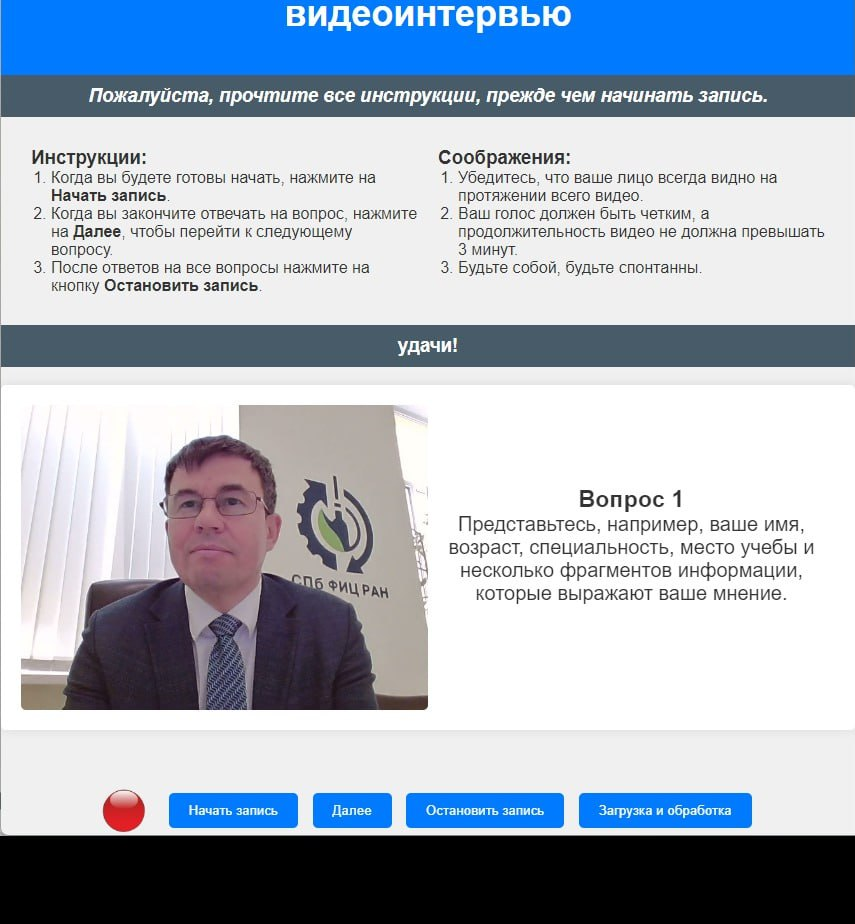 видеоинтервью
Пожалуйста, прочтите все инструкции, прежде чем начинать запись.
Инструкции:
1. Когда вы будете готовы начать, нажмите на
Начать запись.
2. Когда вы закончите отвечать на вопрос, нажмите
на Далее, чтобы перейти к следующему
вопросу.
3. После ответов на все вопросы нажмите на
кнопку Остановить запись.
Соображения:
1. Убедитесь, что ваше лицо всегда видно на
протяжении всего видео.
2. Ваш голос должен быть четким, а
продолжительность видео не должна превышать
3 минут.
3. Будьте собой, будьте спонтанны.
удачи!
СПб ФИЦ РАН
Вопрос 1
Представьтесь, например, ваше имя,
возраст, специальность, место учебы и
несколько фрагментов информации,
которые выражают ваше мнение.
Начать запись
Далее
Остановить запись
Загрузка и обработка